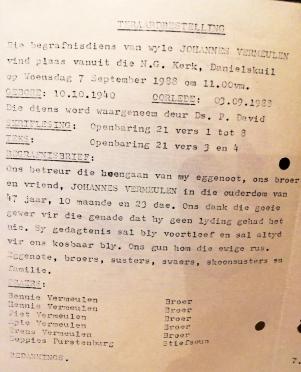 TERAARDBESTELLING
Die begrafnisdiens van wyle JOHANNES VERMEULEN
vind plaas vanuit die N.G. Kerk, Danielskuil
op Woensdag 7 September 1988 om 11.00vm.
GEBORE: 10.10.1940 OORLEDE: 03.09.1988
Die diens word waargeneem deur Ds. P. David
SKRIFLESING: Openbaring 21 vers 1 tot 8
TEKS: Openbaring 21 vers 3 en 4
BEGRAFNISBRIEF:
Ons betreur die heengaan van my eggenoot, ons broer
en vriend, JOHANNES VERMEULEN in die ouderdom van
47 jaar, 10 maande en 23 dae. Ons dank die goeie
gewer vir die genade dat hy geen lyding gehad het
nie. Sy gedagtenis sal bly voortleef en sal altyd
vir ons kosbaar bly. Ons gun hom die ewige rus.
Eggenote, broers, susters, swaers, skoonsusters en
familie.
Bennie Vermeulen Broer
Hennie Vermeulen Broer
Piet Vermeulen Broer
Vermeulen Broer
Vermeulen Broer
Furstenburg Stiefseun
BEDANKINGS.
7.